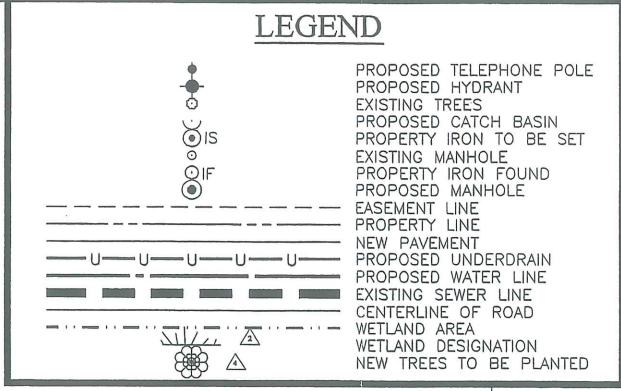 LEGEND
PROPOSED TELEPHONE POLE
PROPOSED HYDRANT
EXISTING TREES
PROPOSED CATCH BASIN
IS PROPERTY IRON TO BE SET
EXISTING MANHOLE
IF PROPERTY IRON FOUND
PROPOSED MANHOLE
EASEMENT LINE
PROPERTY LINE
NEW PAVEMENT
U U U U U PROPOSED UNDERDRAIN
PROPOSED WATER LINE
EXISTING SEWER LINE
CENTERLINE OF ROAD
WETLAND AREA
2 WETLAND DESIGNATION
4 NEW TREES TO BE PLANTED